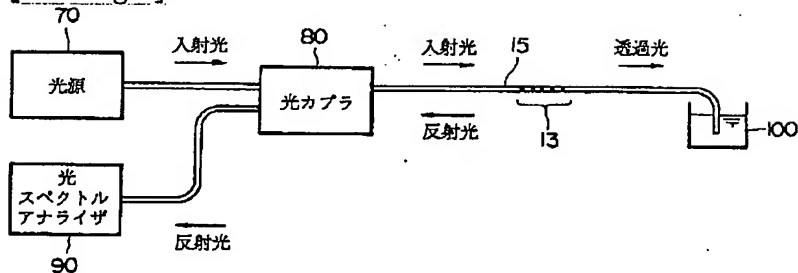 70
光源
入射光
80
光カプラ
入射光
反射光
15
13
透過光
100
光
スペクトル
アナライザ
90
反射光